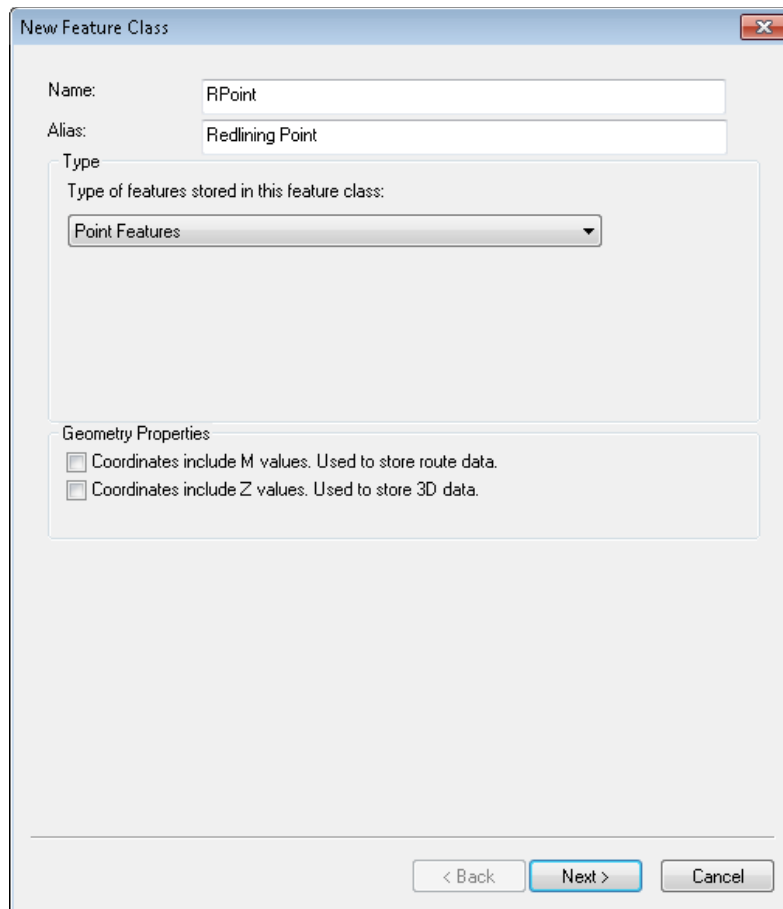 New Feature Class
Name: RPoint
Alias: Redlining Point
Type
Type of features stored in this feature class:
Point Features
Geometry Properties
Coordinates include M values. Used to store route data.
Coordinates include Z values. Used to store 3D data.
< Back Next > Cancel